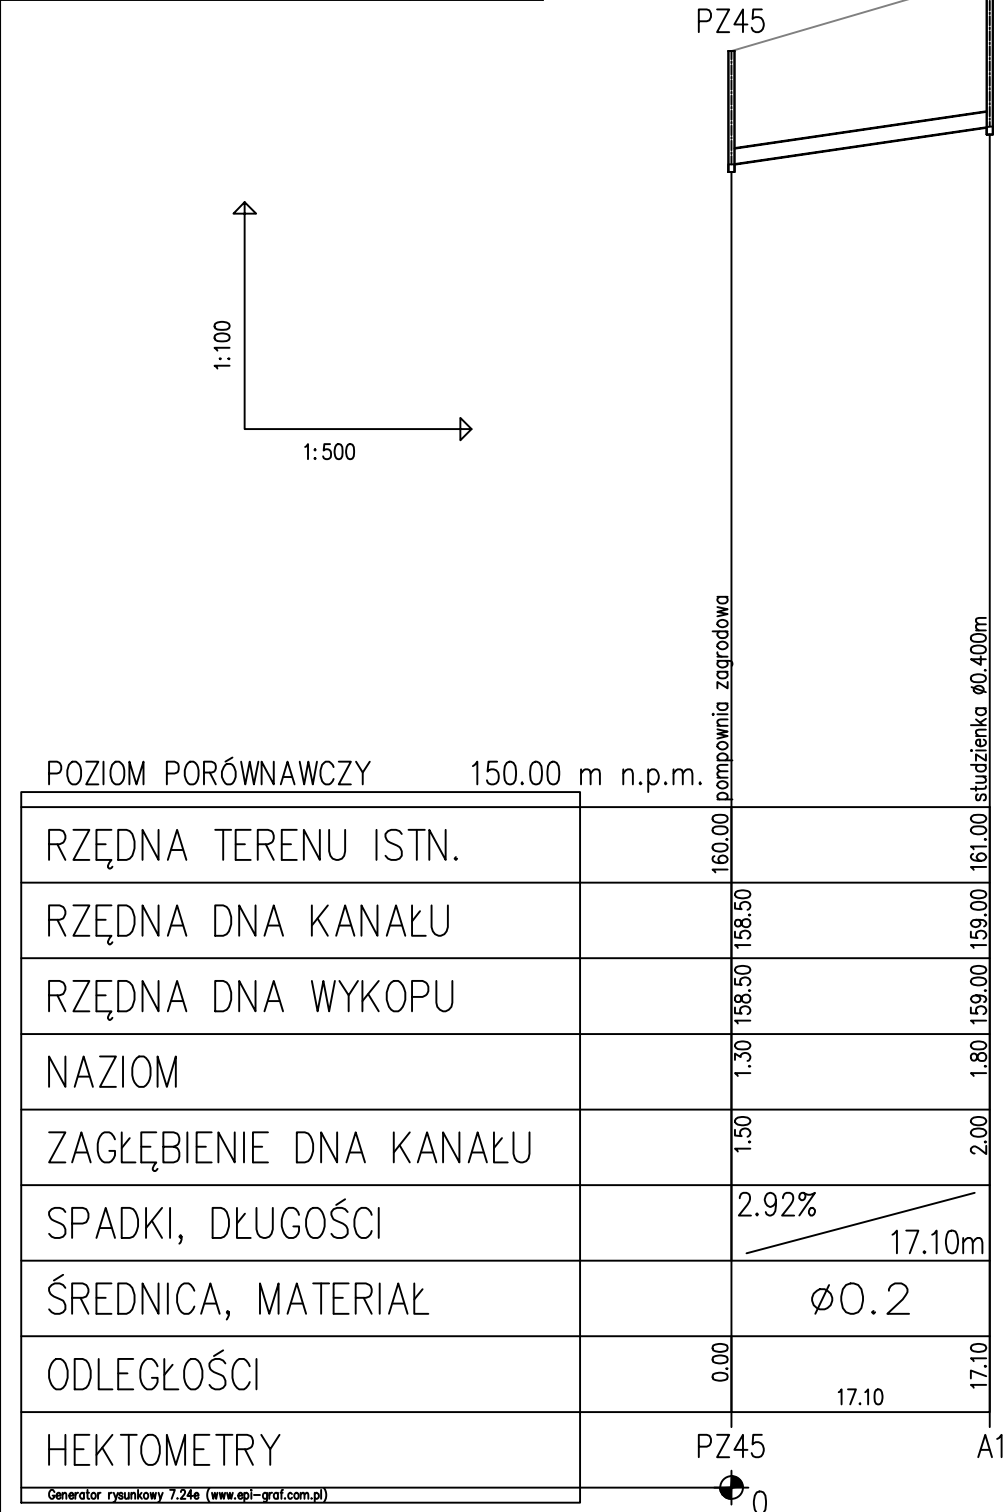 PZ45
1:100
1:500
pompownia zagrodowa
studzienka ø0.400m
POZIOM PORÓWNAWCZY 150.00 m n.p.m.
RZĘDNA TERENU ISTN. 160.00 161.00
RZĘDNA DNA KANAŁU 158.50 159.00
RZĘDNA DNA WYKOPU 158.50 159.00
NAZIOM 1.30 1.80
ZAGŁĘBIENIE DNA KANAŁU 1.50 2.00
SPADKI, DŁUGOŚCI 2.92% 17.10m
ŚREDNICA, MATERIAŁ ø0.2
ODLEGŁOŚCI 0.00 17.10 17.10
HEKTOMETRY PZ45 A1
Generator rysunkowy 7.24e (www.epi-graf.com.pl)
0